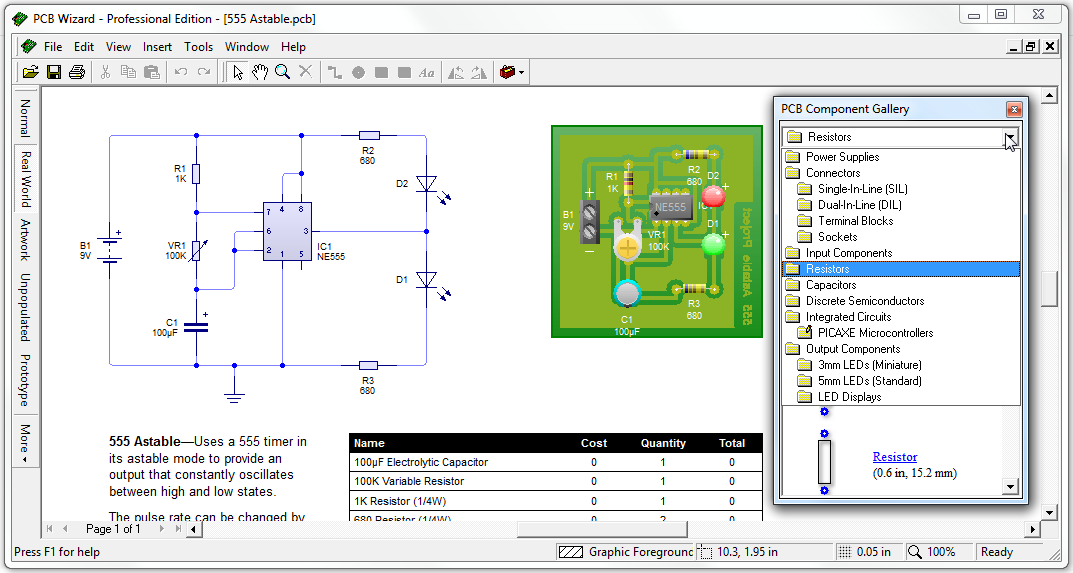 PCB Wizard - Professional Edition - [555 Astable.pcb]
File Edit View Insert Tools Window Help
Aa
Normal
Real World
Artwork
Unpopulated
Prototype
More
R2
680
R1
1K
D2
7 4 8
6 3
2 1 5
IC1
NE555
VR1
100K
B1
9V
D1
C1
100µF
R3
680
R1
1K
R2
680
D2
NE555
B1
9V
VR1
100K
D1
R3
680
C1
100µF
555 Astable Project
PCB Component Gallery
Resistors
Power Supplies
Connectors
Single-In-Line (SIL)
Dual-In-Line (DIL)
Terminal Blocks
Sockets
Input Components
Resistors
Capacitors
Discrete Semiconductors
Integrated Circuits
PICAXE Microcontrollers
Output Components
3mm LEDs (Miniature)
5mm LEDs (Standard)
LED Displays
Resistor
(0.6 in, 15.2 mm)
555 Astable—Uses a 555 timer in
its astable mode to provide an
output that constantly oscillates
between high and low states.
The pulse rate can be changed by
Name Cost Quantity Total
100µF Electrolytic Capacitor 0 1 0
100K Variable Resistor 0 1 0
1K Resistor (1/4W) 0 1 0
680 Resistor (1/4W) 0 2 0
Page 1 of 1
Press F1 for help Graphic Foreground 10.3, 1.95 in 0.05 in 100% Ready